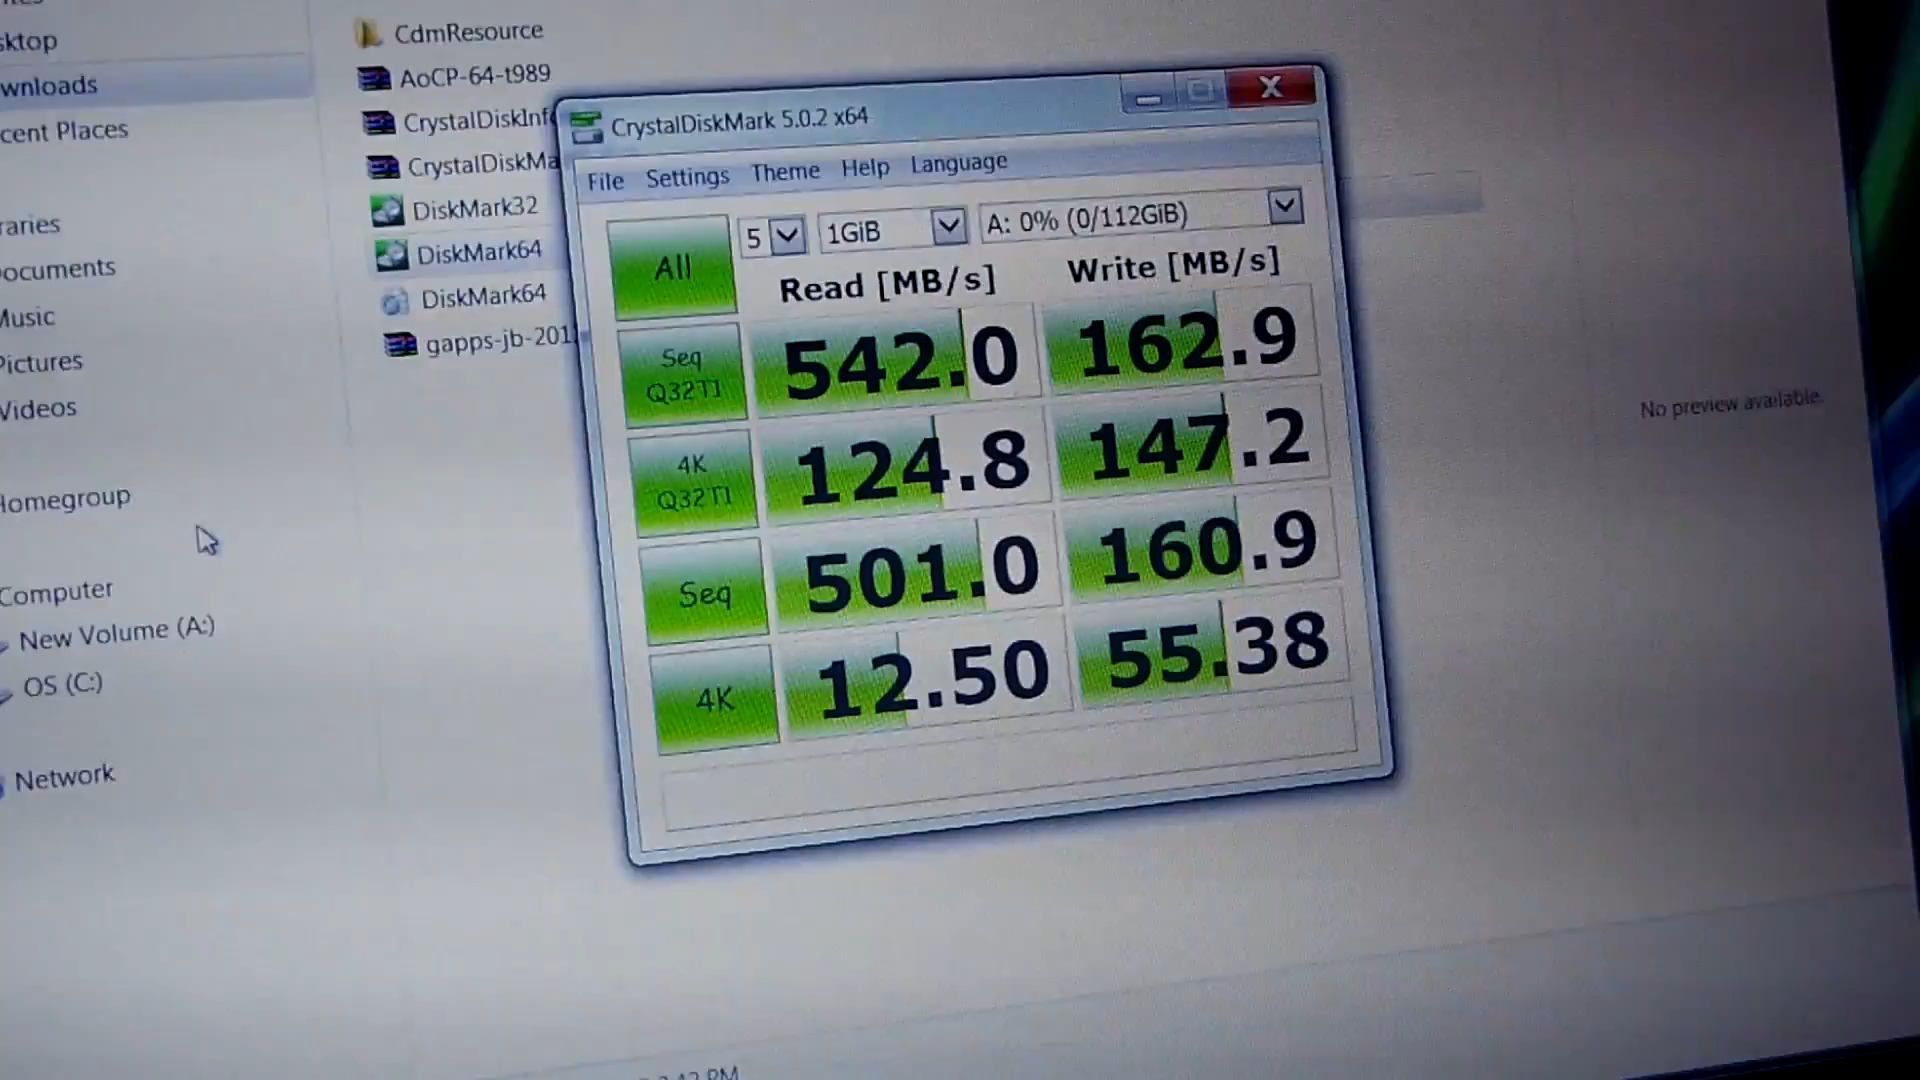 sktop
wnloads
cent Places
raries
ocuments
Music
Pictures
Videos
Homegroup
Computer
New Volume (A:)
OS (C:)
Network
CdmResource
AoCP-64-t989
CrystalDiskInfo
CrystalDiskMa
DiskMark32
DiskMark64
DiskMark64
gapps-jb-201
CrystalDiskMark 5.0.2 x64
File Settings Theme Help Language
All 5 1GiB A: 0% (0/112GiB)
Read [MB/s] Write [MB/s]
Seq Q32T1 542.0 162.9
4K Q32T1 124.8 147.2
Seq 501.0 160.9
4K 12.50 55.38
No preview available.